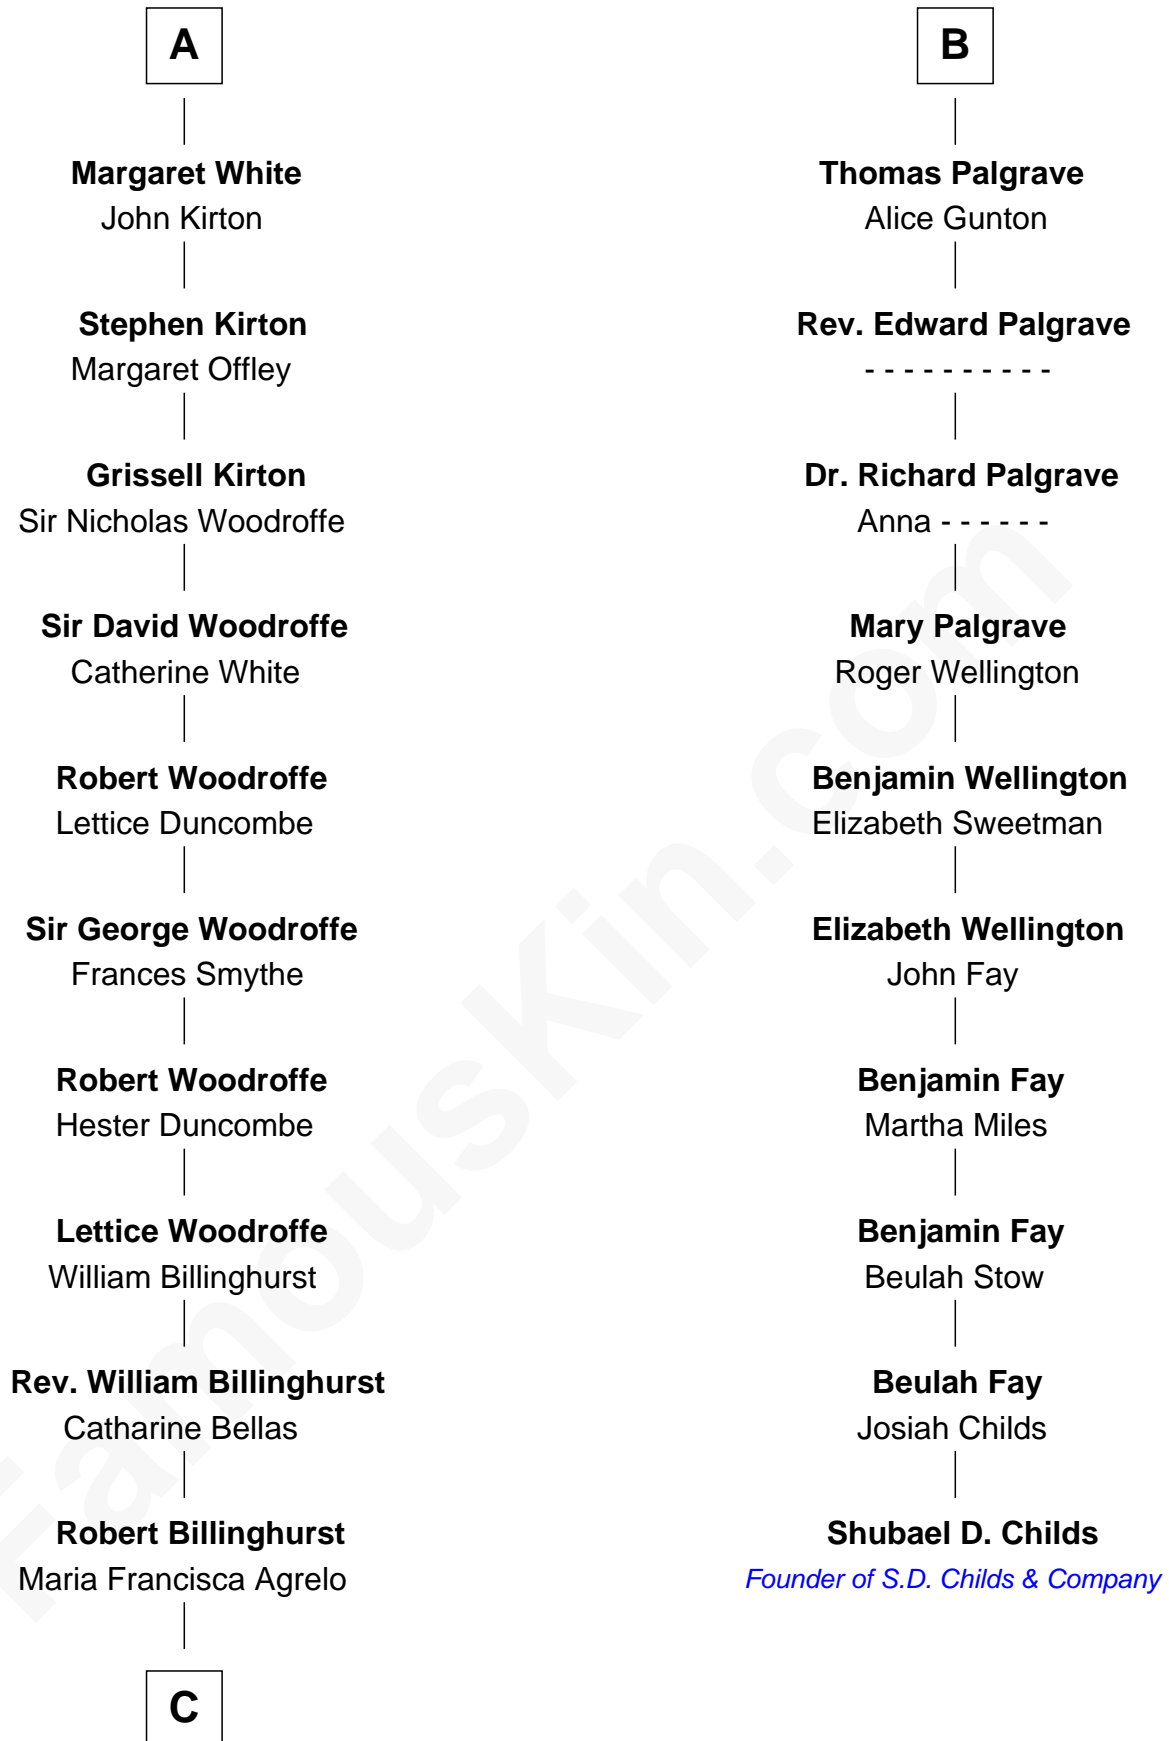 A
Margaret White
John Kirton
Stephen Kirton
Margaret Offley
Grissell Kirton
Sir Nicholas Woodroffe
Sir David Woodroffe
Catherine White
Robert Woodroffe
Lettice Duncombe
Sir George Woodroffe
Frances Smythe
Robert Woodroffe
Hester Duncombe
Lettice Woodroffe
William Billinghurst
Rev. William Billinghurst
Catharine Bellas
Robert Billinghurst
Maria Francisca Agrelo
C
B
Thomas Palgrave
Alice Gunton
Rev. Edward Palgrave
- - - - - - - - - -
Dr. Richard Palgrave
Anna - - - - - -
Mary Palgrave
Roger Wellington
Benjamin Wellington
Elizabeth Sweetman
Elizabeth Wellington
John Fay
Benjamin Fay
Martha Miles
Benjamin Fay
Beulah Stow
Beulah Fay
Josiah Childs
Shubael D. Childs
Founder of S.D. Childs & Company
FamousKin.com